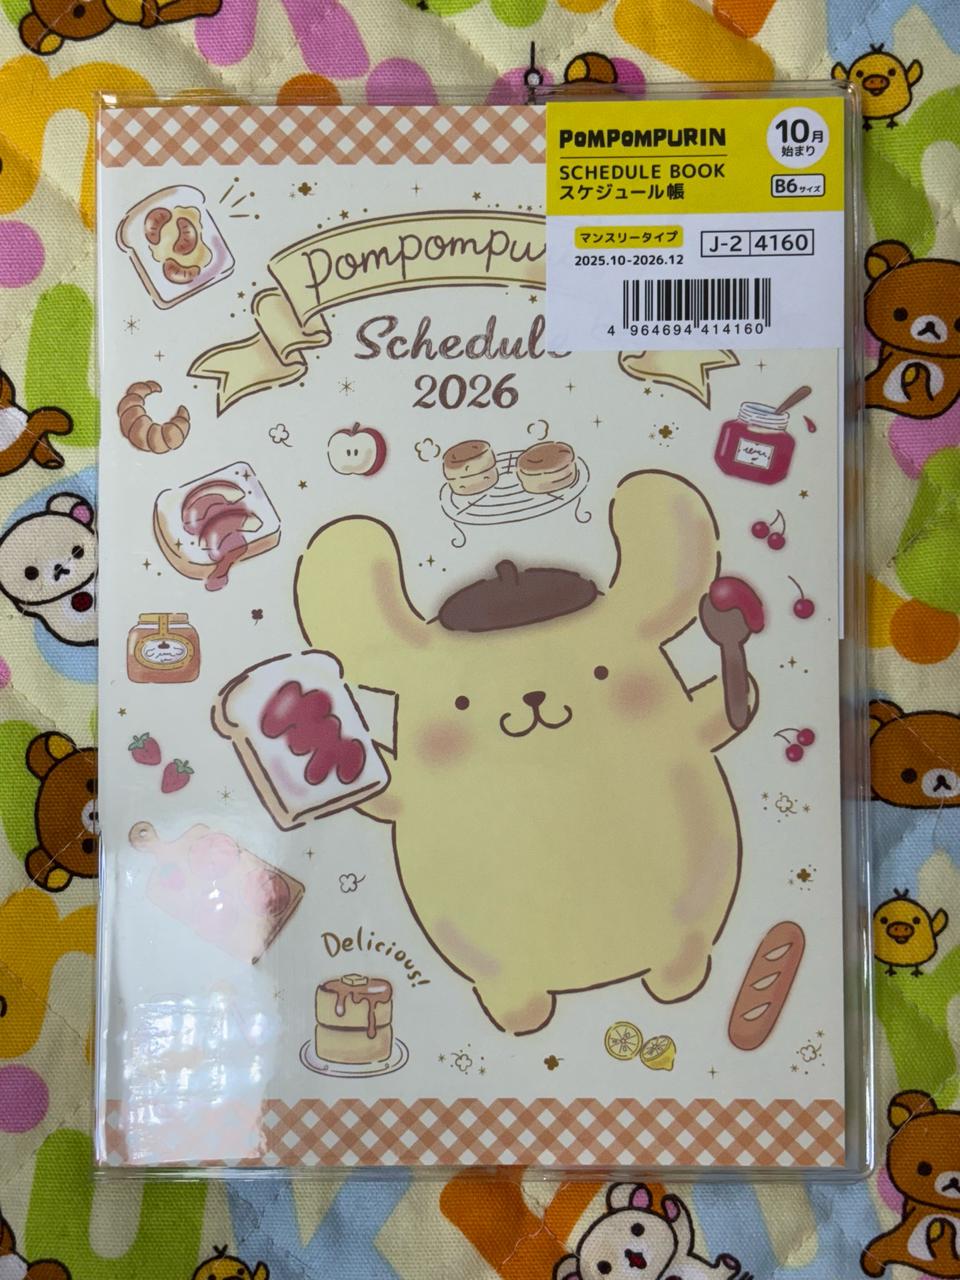 POMPOMPURIN
SCHEDULE BOOK
スケジュール帳
10月
始まり
B6サイズ
マンスリータイプ
2025.10-2026.12
J-2 4160
4 964694 414160
Pompompu
Schedule
2026
Delicious!